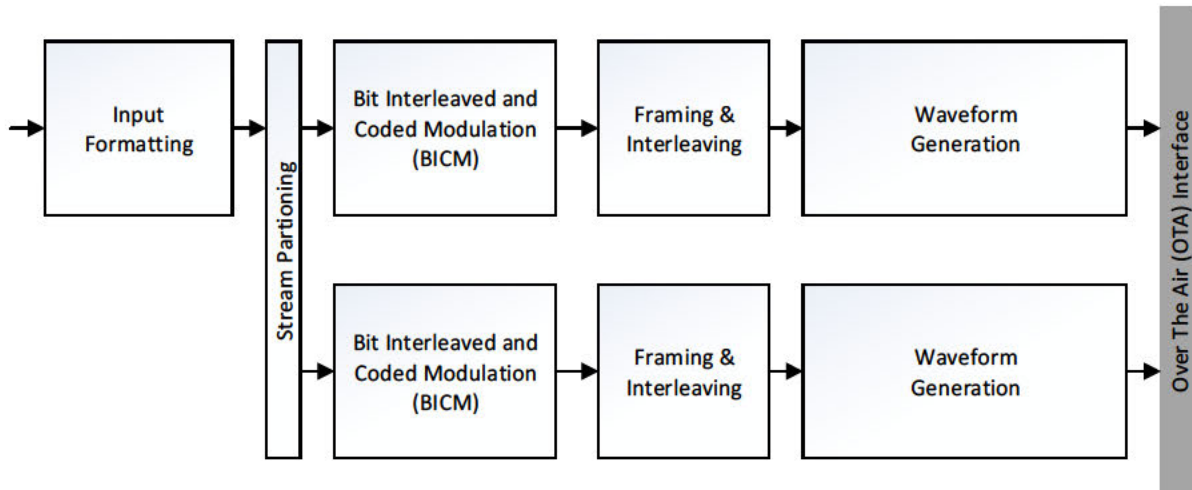 Input
Formatting
Stream Partioning
Bit Interleaved and
Coded Modulation
(BICM)
Framing &
Interleaving
Waveform
Generation
Bit Interleaved and
Coded Modulation
(BICM)
Framing &
Interleaving
Waveform
Generation
Over The Air (OTA) Interface